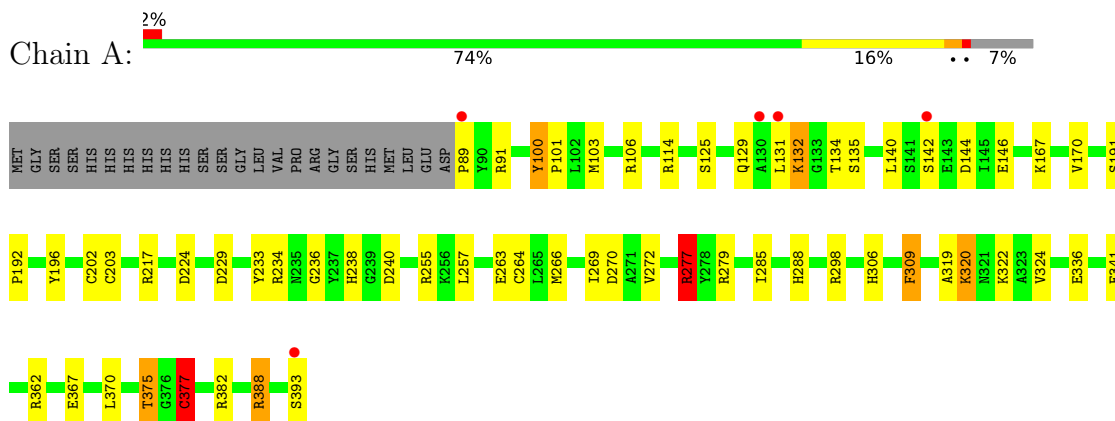 2%
Chain A:
74% 16% • • 7%
MET GLY SER SER HIS HIS HIS HIS HIS HIS SER SER GLY LEU VAL PRO ARG GLY SER HIS MET LEU GLU ASP P89 Y90 R91 Y100 P101 L102 M103 R106 R114 S125 Q129 A130 L131 K132 G133 T134 S135 L140 S141 S142 E143 D144 I145 E146 K167 V170 S191
P192 Y196 C202 C203 R217 D224 D229 Y233 R234 N235 G236 Y237 H238 G239 D240 R255 K256 L257 E263 C264 L265 M266 I269 D270 A271 V272 R277 Y278 R279 I285 H288 R298 H306 F309 A319 K320 N321 K322 A323 V324 E336
R362 E367 L370 T375 G376 C377 R382 R388 S393